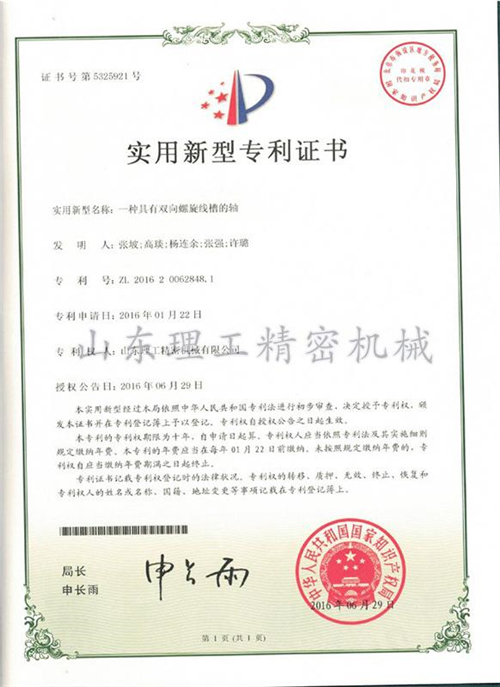 证书号第5325921号
印花税
代扣专用章
实用新型专利证书
实用新型名称：一种具有双向螺旋线槽的轴
发明人：张坡;高琰;杨连余;张强;许璐
专利号：ZL 2016 2 0062848.1
专利申请日：2016年01月22日
山东理工精密机械
专利权人：山东理工精密机械有限公司
授权公告日：2016年06月29日
本实用新型经过本局依照中华人民共和国专利法进行初步审查，决定授予专利权，颁
发本证书并在专利登记簿上予以登记。专利权自授权公告之日起生效。
本专利的专利权期限为十年，自申请日起算。专利权人应当依照专利法及其实施细则
规定缴纳年费。本专利的年费应当在每年01月22日前缴纳。未按照规定缴纳年费的，专
利权自应当缴纳年费期满之日起终止。
专利证书记载专利权登记时的法律状况。专利权的转移、质押、无效、终止、恢复和
专利权人的姓名或名称、国籍、地址变更等事项记载在专利登记簿上。
局长
申长雨
申长雨
中华人民共和国国家知识产权局
2016年06月29日
第1页(共1页)